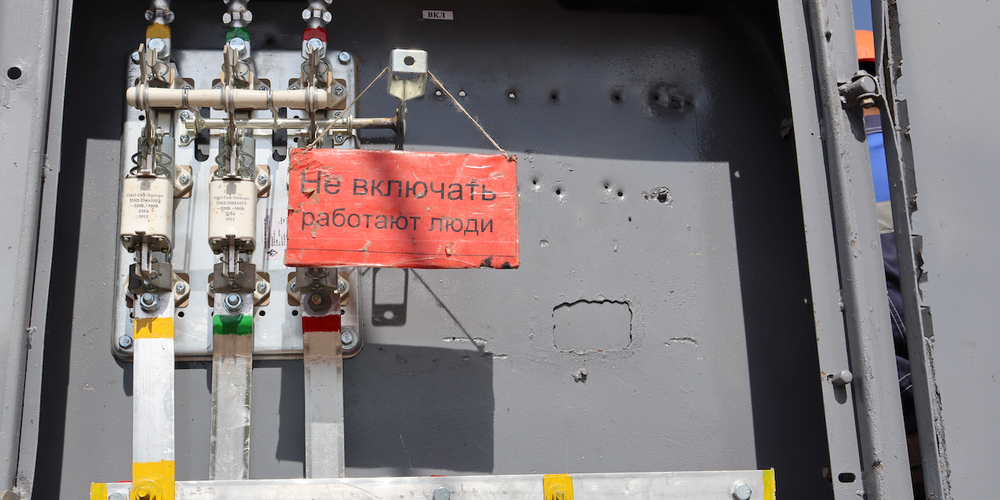 ВКЛ
Не включать
работают люди